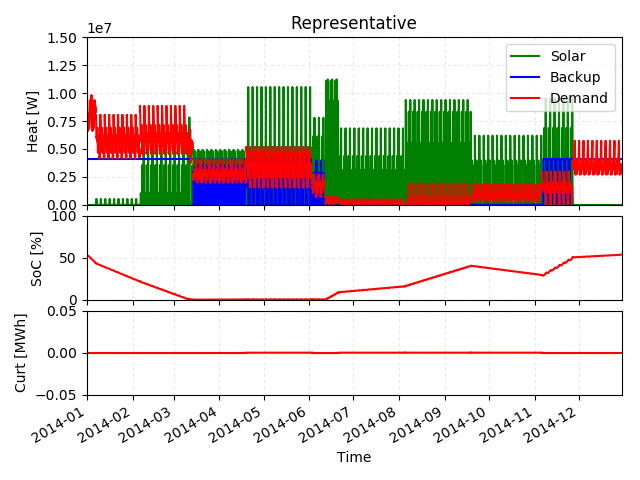 Representative
1e7
Heat [W]
1.50
1.25
1.00
0.75
0.50
0.25
0.00
Solar
Backup
Demand
SoC [%]
100
50
0
Curt [MWh]
0.05
0.00
−0.05
2014-01
2014-02
2014-03
2014-04
2014-05
2014-06
2014-07
2014-08
2014-09
2014-10
2014-11
2014-12
Time